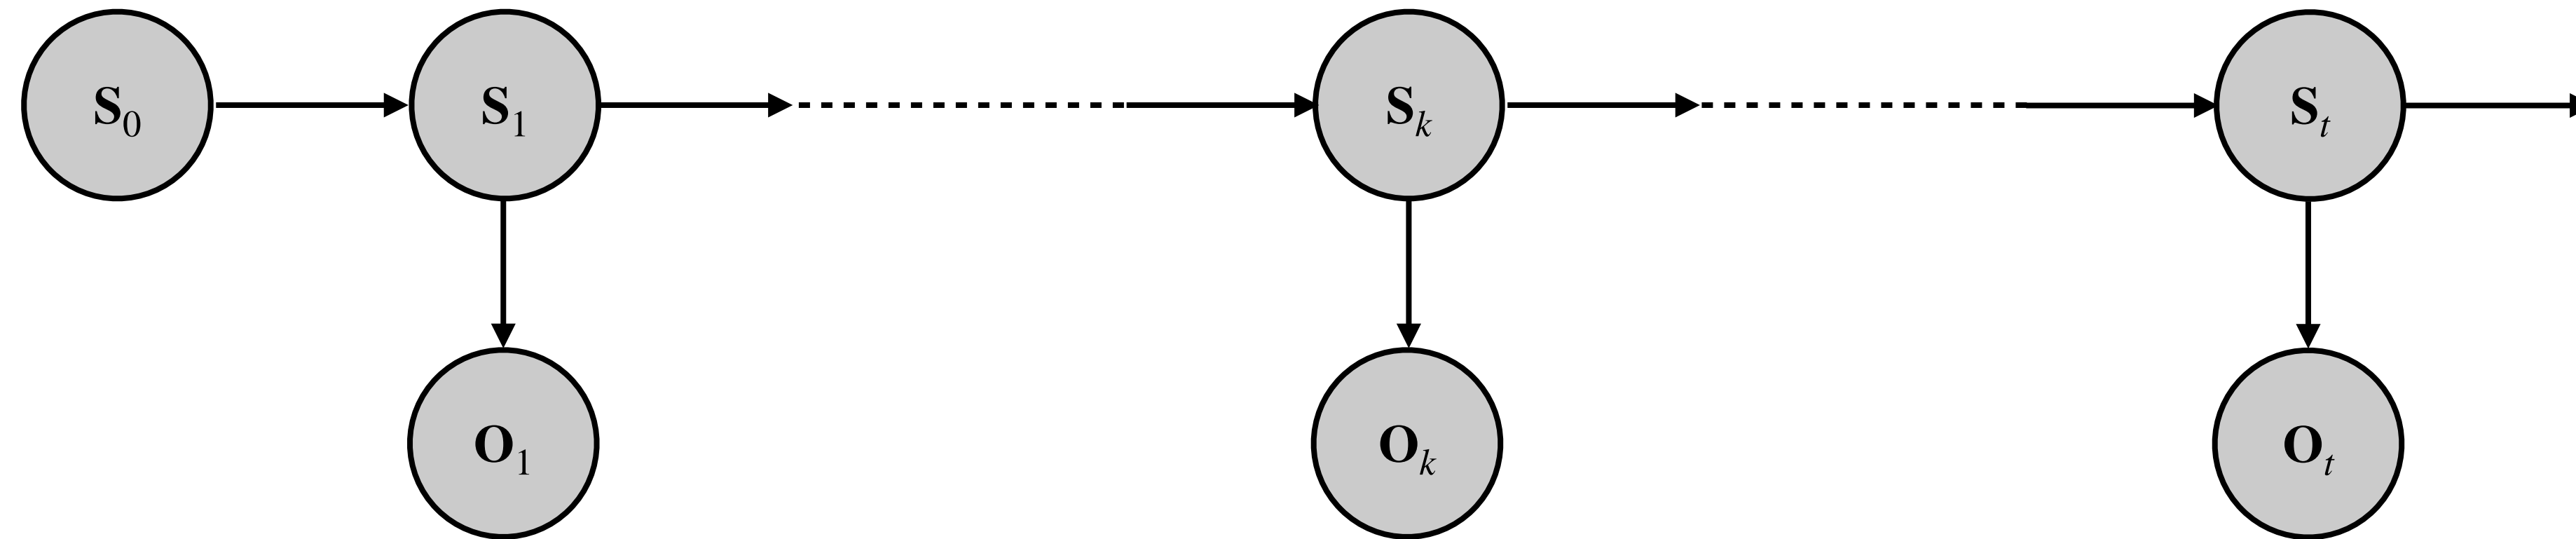 S₀ S₁ Sₖ Sₜ
O₁ Oₖ Oₜ